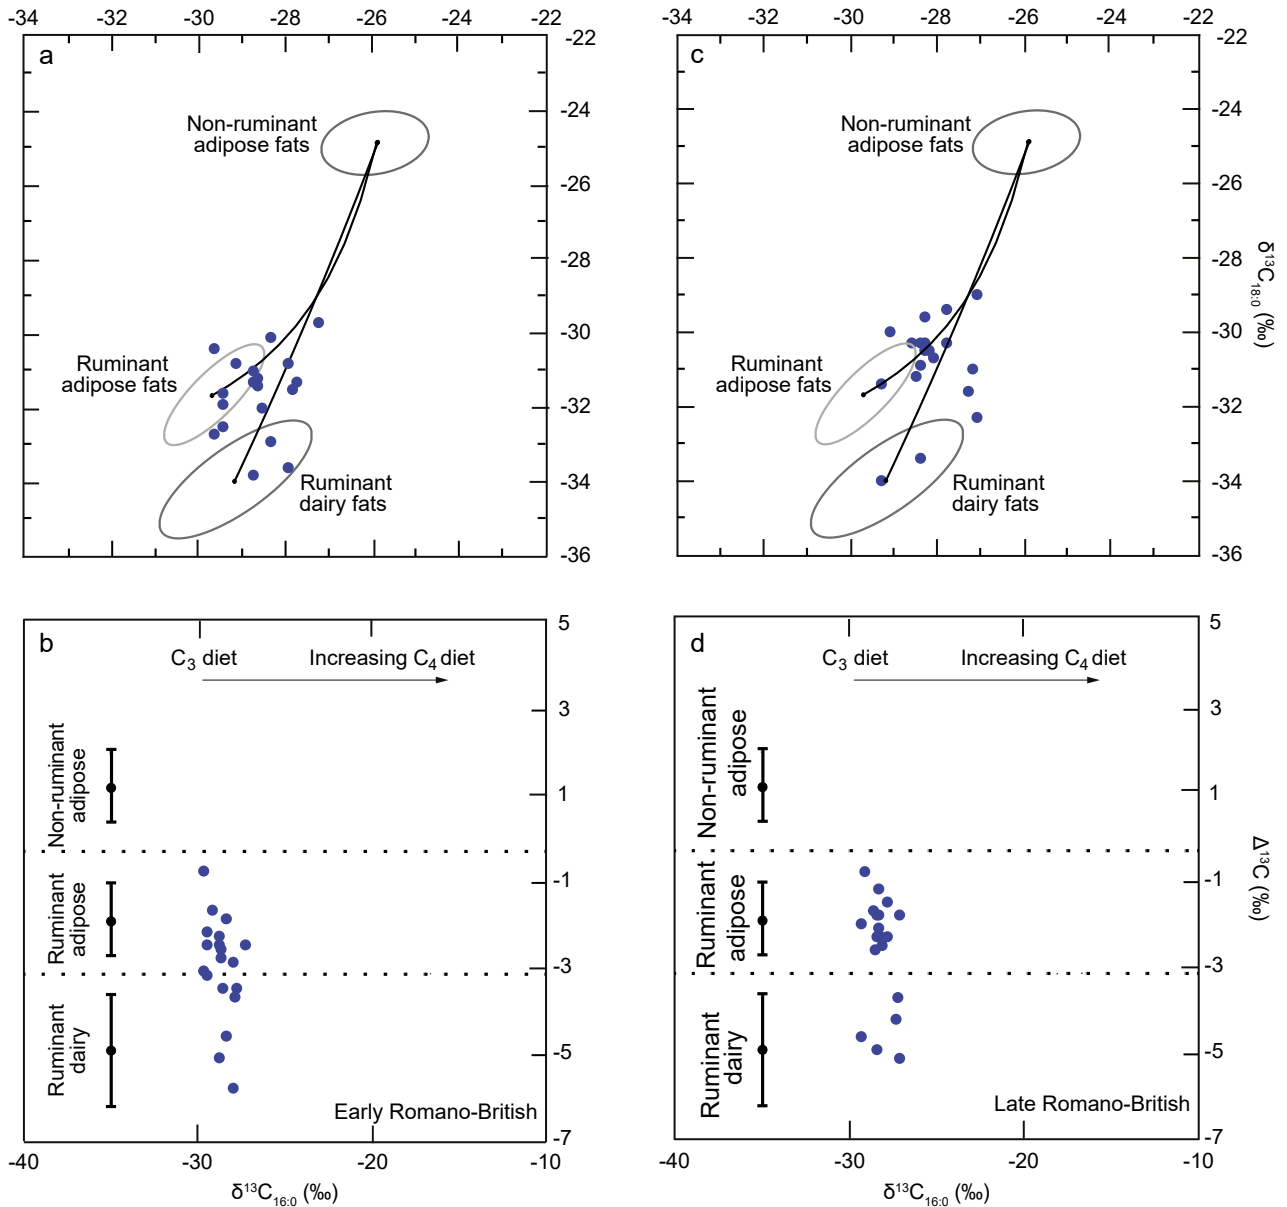 -34 -32 -30 -28 -26 -24 -22
a
-22
-24
-26
-28
-30
-32
-34
-36
Non-ruminant
adipose fats
Ruminant
adipose fats
Ruminant
dairy fats
-34 -32 -30 -28 -26 -24 -22
c
-22
-24
-26
-28
-30
-32
-34
-36
Non-ruminant
adipose fats
Ruminant
adipose fats
Ruminant
dairy fats
δ¹³C₁₈:₀ (‰)
b
C₃ diet
Increasing C₄ diet
5
3
1
-1
-3
-5
-7
Non-ruminant
adipose
Ruminant
adipose
Ruminant
dairy
Early Romano-British
-40 -30 -20 -10
δ¹³C₁₆:₀ (‰)
d
C₃ diet
Increasing C₄ diet
5
3
1
-1
-3
-5
-7
Non-ruminant
adipose
Ruminant
adipose
Ruminant
dairy
Late Romano-British
-40 -30 -20 -10
δ¹³C₁₆:₀ (‰)
Δ¹³C (‰)